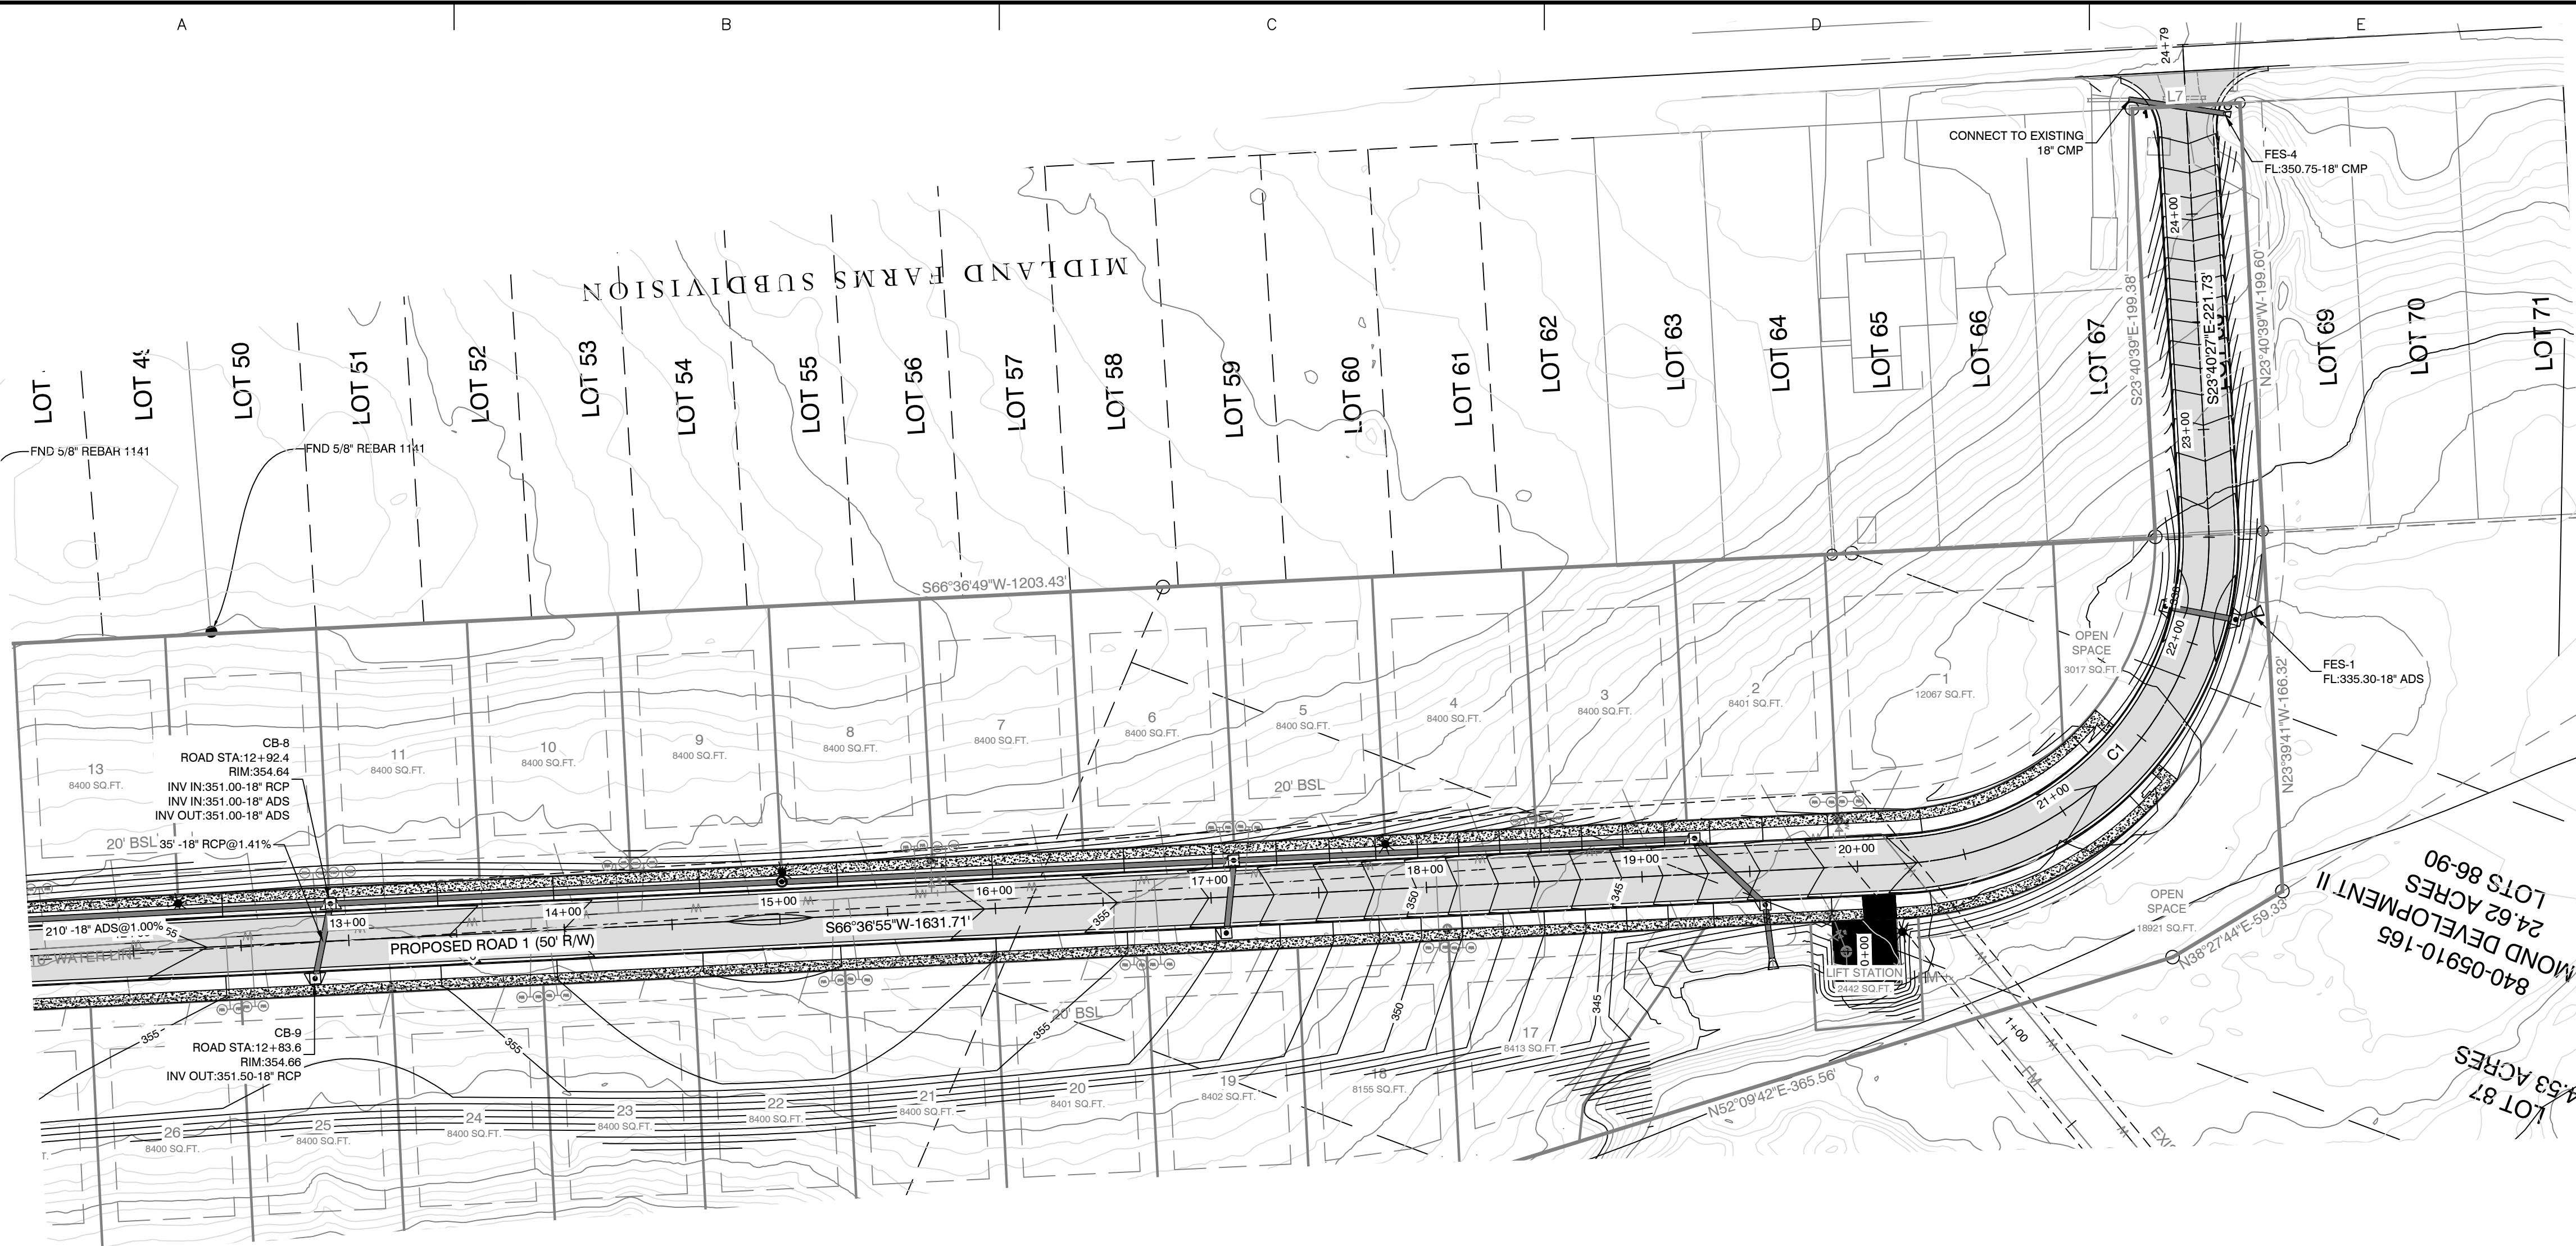 A
B
C
D
E
24+79
L7
CONNECT TO EXISTING
18" CMP
FES-4
FL:350.75-18" CMP
24+00
S23°40'39"E-199.38'
S23°40'27"E-221.73'
N23°40'39"W-199.60'
23+00
MIDLAND FARMS SUBDIVISION
LOT
LOT 50
LOT 51
LOT 52
LOT 53
LOT 54
LOT 55
LOT 56
LOT 57
LOT 58
LOT 59
LOT 60
LOT 61
LOT 62
LOT 63
LOT 64
LOT 65
LOT 66
LOT 67
LOT 69
LOT 70
LOT 71
FND 5/8" REBAR 1141
FND 5/8" REBAR 1141
S66°36'49"W-1203.43'
22+00
OPEN
SPACE
3017 SQ.FT.
FES-1
FL:335.30-18" ADS
N23°39'41"W-166.32'
CB-8
ROAD STA:12+92.4
RIM:354.64
INV IN:351.00-18" RCP
INV IN:351.00-18" ADS
INV OUT:351.00-18" ADS
35' -18" RCP@1.41%
13
8400 SQ.FT.
11
8400 SQ.FT.
10
8400 SQ.FT.
9
8400 SQ.FT.
8
8400 SQ.FT.
7
8400 SQ.FT.
6
8400 SQ.FT.
5
8400 SQ.FT.
4
8400 SQ.FT.
3
8400 SQ.FT.
2
8401 SQ.FT.
1
12067 SQ.FT.
20' BSL
20' BSL
C1
21+00
20+00
19+00
18+00
17+00
16+00
15+00
14+00
13+00
345
350
355
210' -18" ADS@1.00%
WATER LINE
PROPOSED ROAD 1 (50' R/W)
S66°36'55"W-1631.71'
0+00
LIFT STATION
2442 SQ.FT.
FM
OPEN
SPACE
18921 SQ.FT.
N38°27'44"E-59.33'
840-05910-165
MOND DEVELOPMENT II
24.62 ACRES
LOTS 86-90
LOT 87
.53 ACRES
1+00
FM
N52°09'42"E-365.56'
20' BSL
355
355
355
350
345
CB-9
ROAD STA:12+83.6
RIM:354.66
INV OUT:351.50-18" RCP
26
8400 SQ.FT.
25
8400 SQ.FT.
24
8400 SQ.FT.
23
8400 SQ.FT.
22
8400 SQ.FT.
21
8400 SQ.FT.
20
8401 SQ.FT.
19
8402 SQ.FT.
18
8155 SQ.FT.
17
8413 SQ.FT.